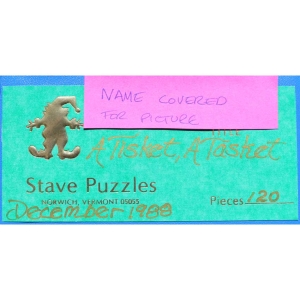 NAME COVERED
FOR PICTURE
A Tisket, A Tasket
Stave Puzzles
NORWICH, VERMONT 05055
Pieces 120
December 1988